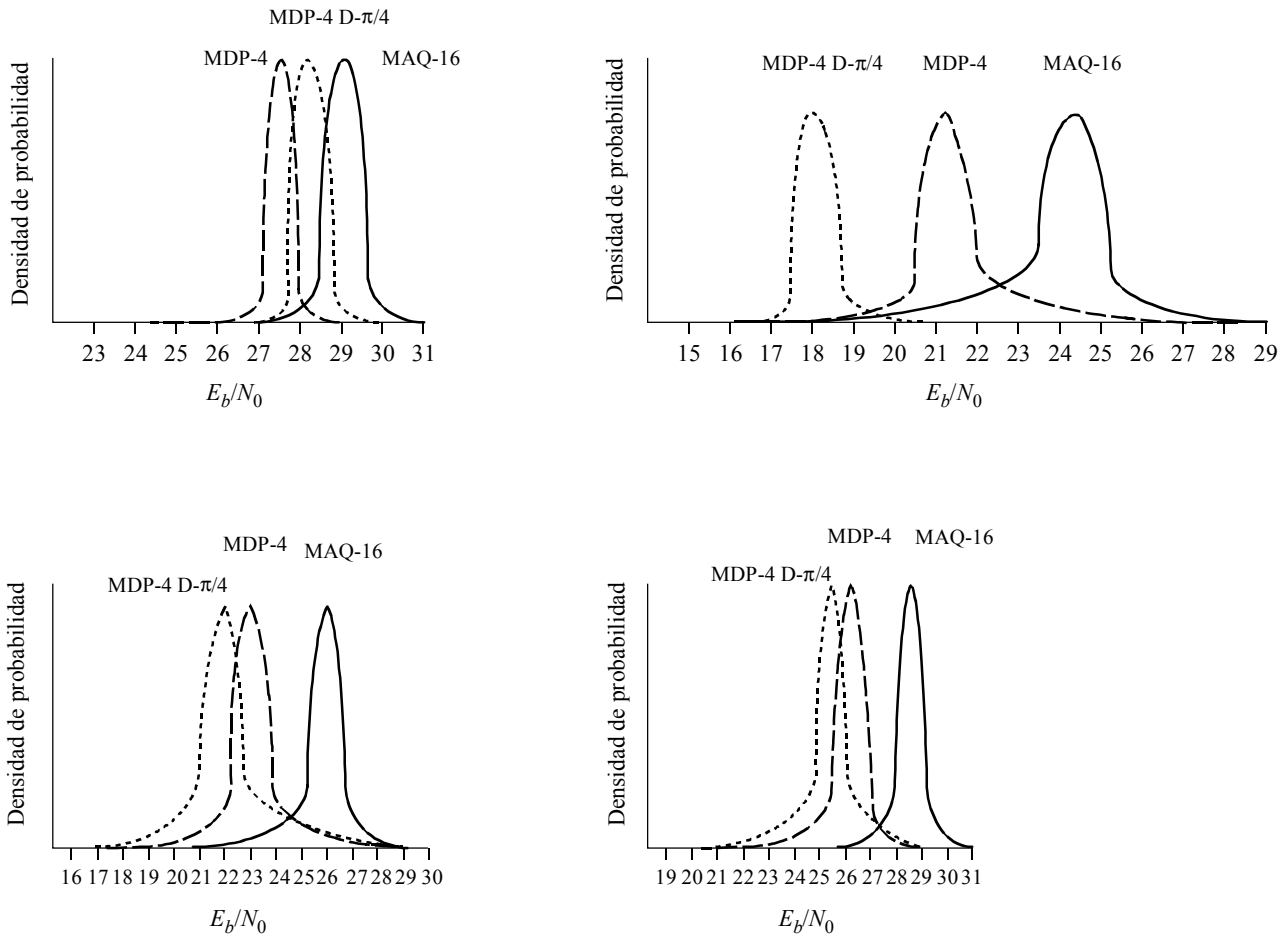 MDP-4 D-π/4
MDP-4
MAQ-16
Densidad de probabilidad
23 24 25 26 27 28 29 30 31
E_b/N_0
MDP-4 D-π/4 MDP-4 MAQ-16
Densidad de probabilidad
15 16 17 18 19 20 21 22 23 24 25 26 27 28 29
E_b/N_0
MDP-4
MAQ-16
MDP-4 D-π/4
Densidad de probabilidad
16 17 18 19 20 21 22 23 24 25 26 27 28 29 30
E_b/N_0
MDP-4 MAQ-16
MDP-4 D-π/4
Densidad de probabilidad
19 20 21 22 23 24 25 26 27 28 29 30 31
E_b/N_0